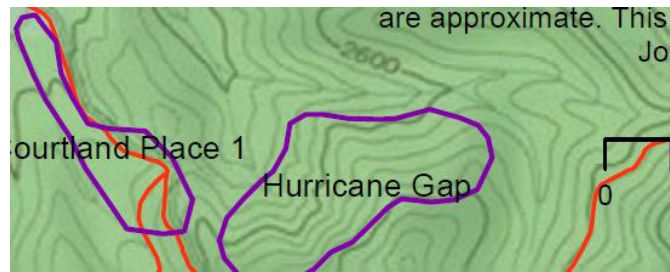 are approximate. This
Jo
2600
ourtland Place 1
Hurricane Gap
0